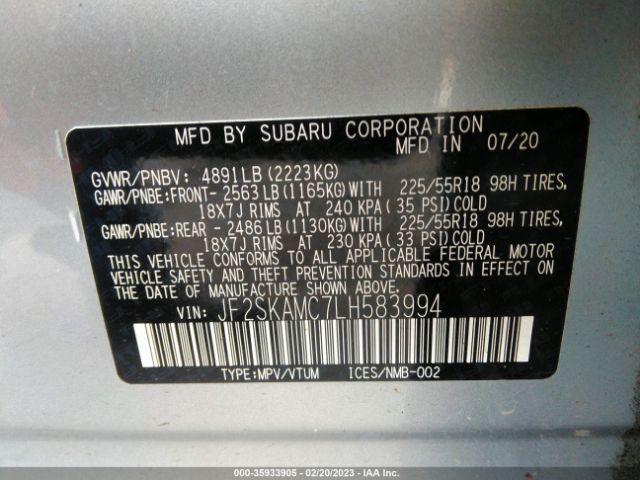 MFD BY SUBARU CORPORATION
MFD IN 07/20
GVWR/PNBV: 4891LB (2223KG)
GAWR/PNBE:FRONT- 2563LB (1165KG) WITH 225/55R18 98H TIRES,
18X7J RIMS AT 240 KPA (35 PSI) COLD
GAWR/PNBE:REAR - 2486LB (1130KG) WITH 225/55R18 98H TIRES,
18X7J RIMS AT 230 KPA (33 PSI) COLD
THIS VEHICLE CONFORMS TO ALL APPLICABLE FEDERAL MOTOR
VEHICLE SAFETY AND THEFT PREVENTION STANDARDS IN EFFECT
ON THE DATE OF MANUFACTURE SHOWN ABOVE.
VIN: JF2SKAMC7LH583994
TYPE:MPV/VTUM ICES/NMB-002
000-35933905 - 02/20/2023 - IAA Inc.